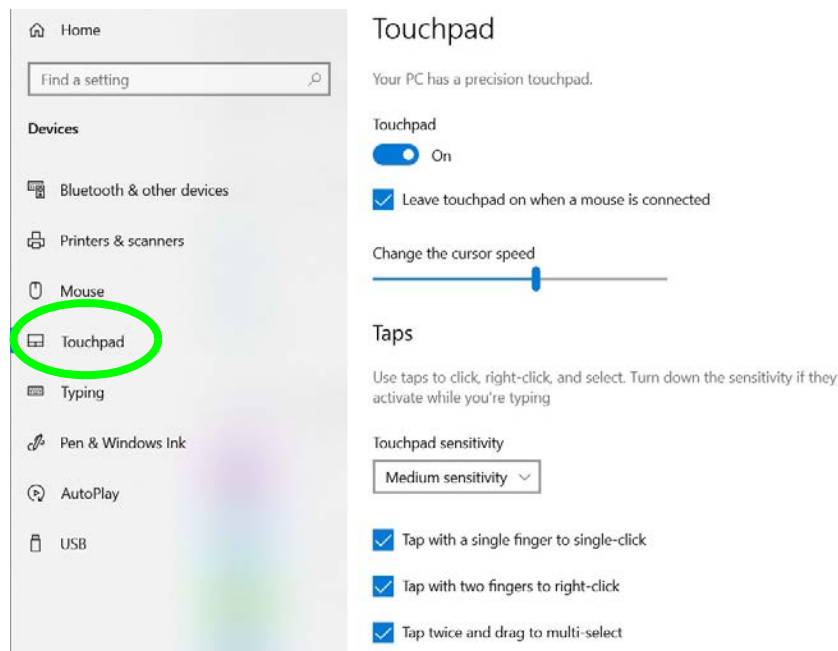 Home
Find a setting
Devices
Bluetooth & other devices
Printers & scanners
Mouse
Touchpad
Typing
Pen & Windows Ink
AutoPlay
USB
Touchpad
Your PC has a precision touchpad.
Touchpad
On
Leave touchpad on when a mouse is connected
Change the cursor speed
Taps
Use taps to click, right-click, and select. Turn down the sensitivity if they
activate while you're typing
Touchpad sensitivity
Medium sensitivity
Tap with a single finger to single-click
Tap with two fingers to right-click
Tap twice and drag to multi-select